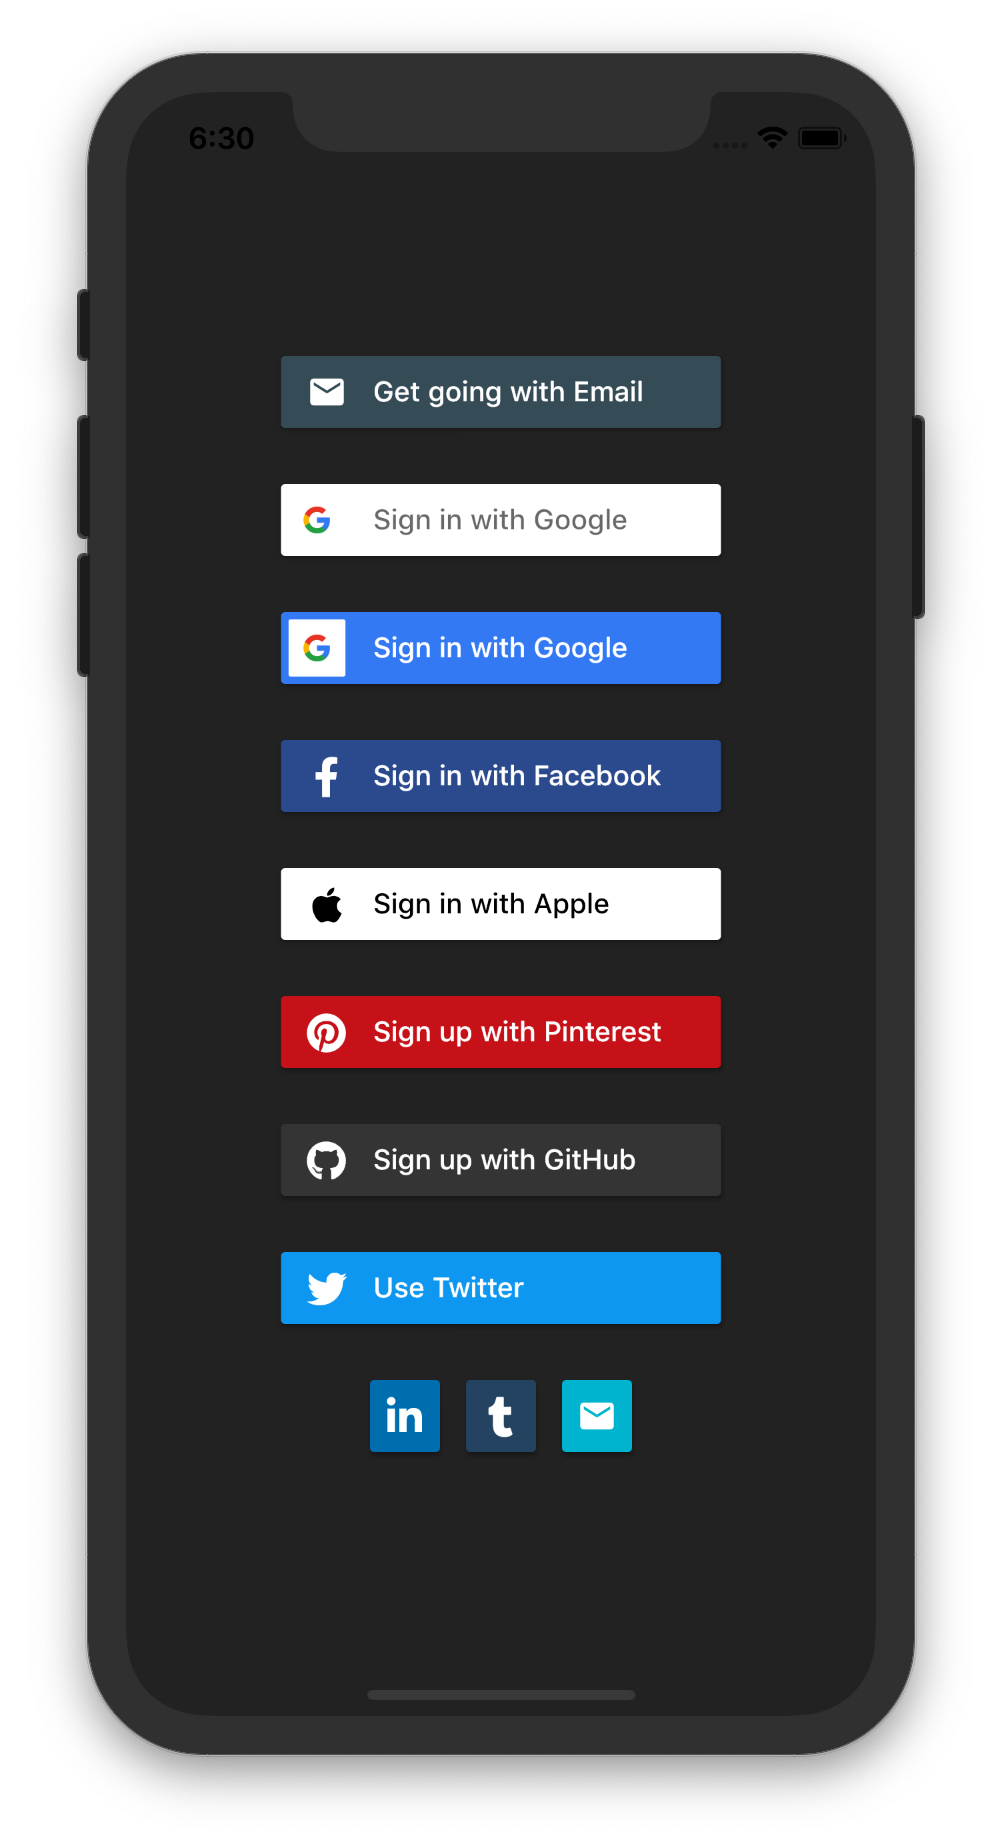 6:30
Get going with Email
Sign in with Google
Sign in with Google
Sign in with Facebook
Sign in with Apple
Sign up with Pinterest
Sign up with GitHub
Use Twitter
in t